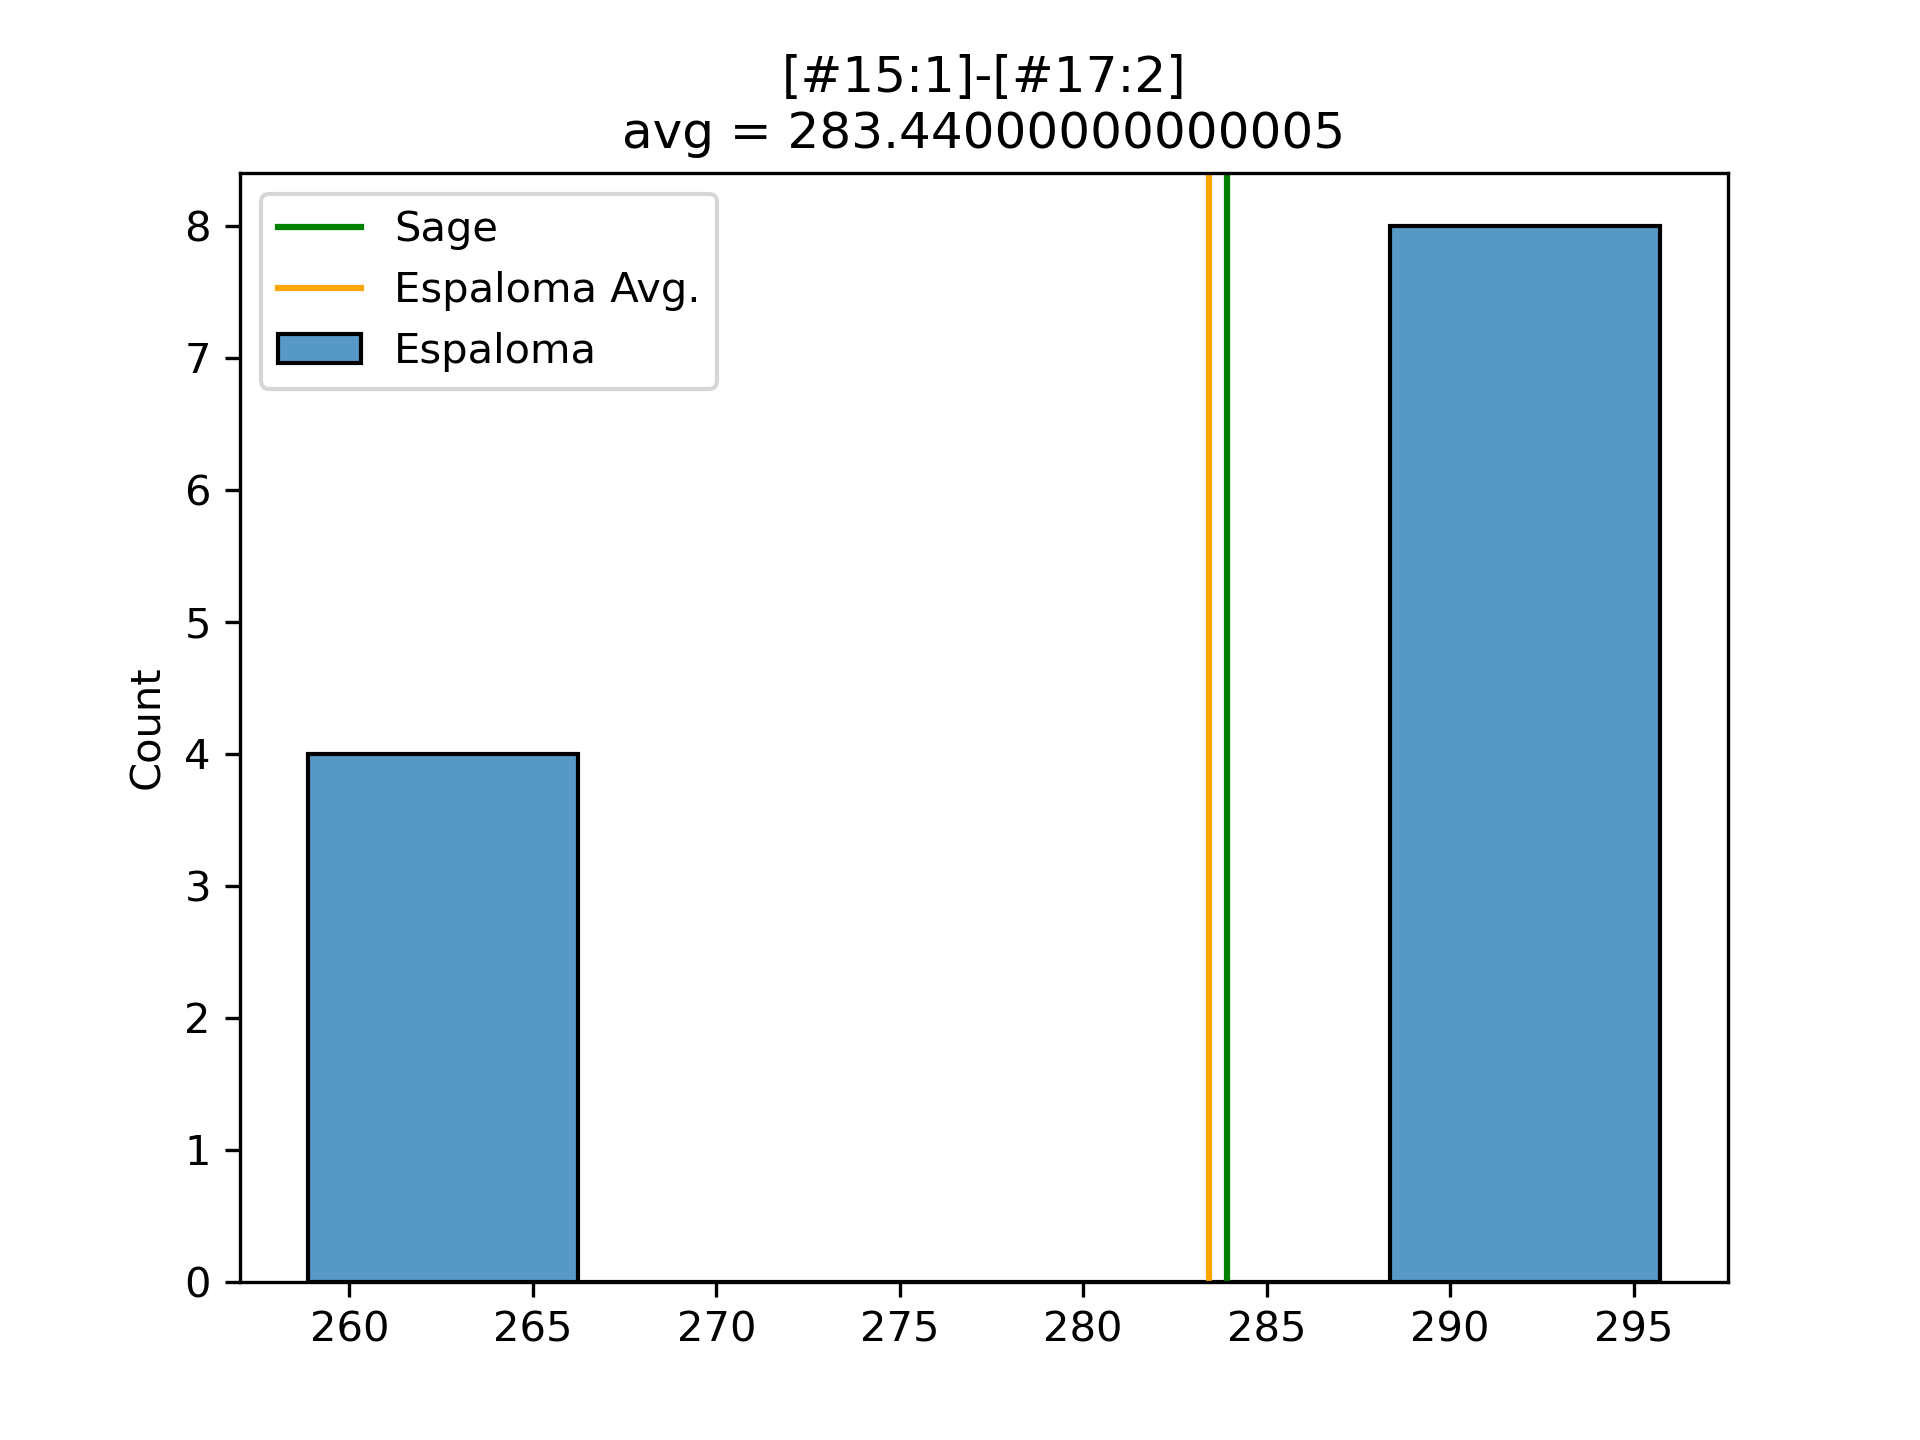 [#15:1]-[#17:2]
avg = 283.44000000000005
Sage
Espaloma Avg.
Espaloma
Count
8
7
6
5
4
3
2
1
0
260 265 270 275 280 285 290 295